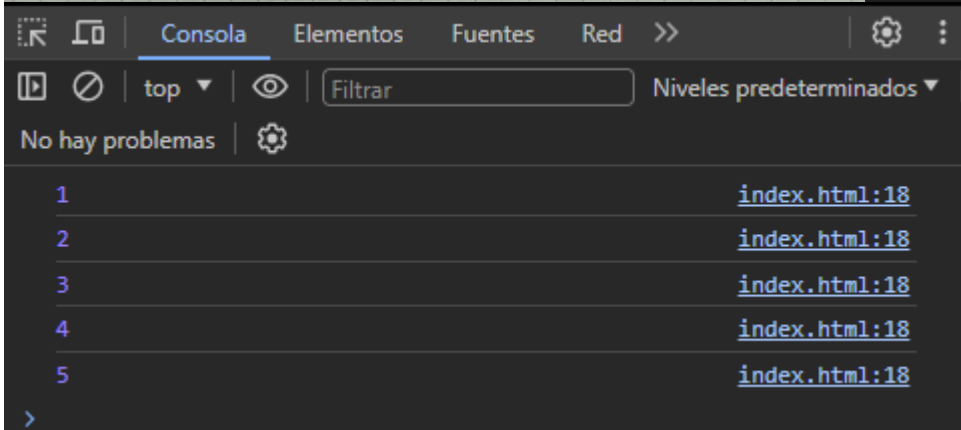 Consola Elementos Fuentes Red
top Filtrar Niveles predeterminados
No hay problemas
1 index.html:18
2 index.html:18
3 index.html:18
4 index.html:18
5 index.html:18